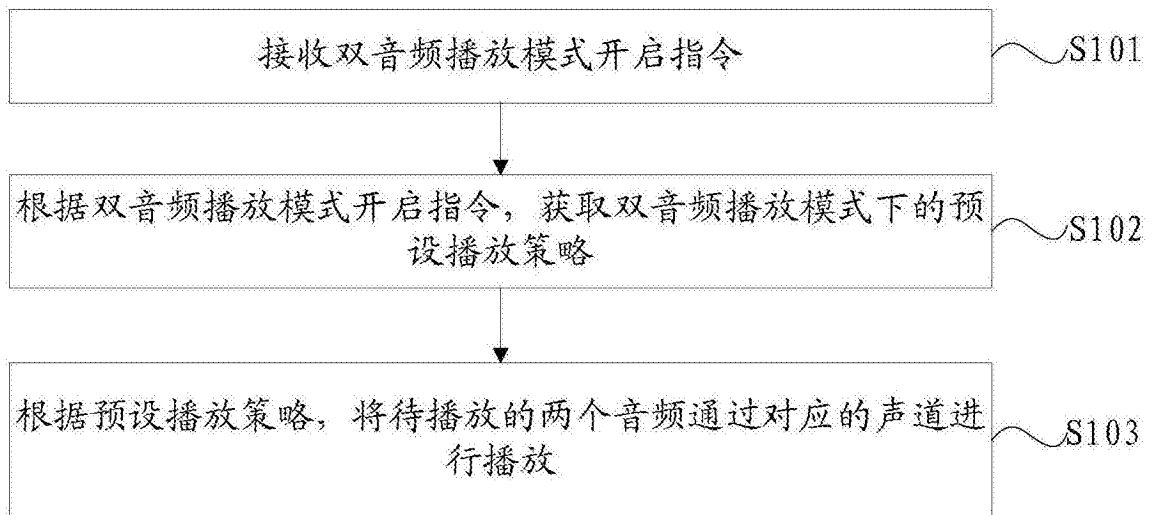 接收双音频播放模式开启指令
S101
根据双音频播放模式开启指令，获取双音频播放模式下的预
设播放策略
S102
根据预设播放策略，将待播放的两个音频通过对应的声道进
行播放
S103